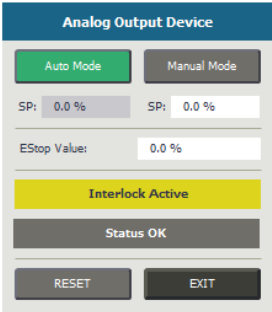 Analog Output Device
Auto Mode Manual Mode
SP: 0.0 % SP: 0.0 %
EStop Value: 0.0 %
Interlock Active
Status OK
RESET EXIT